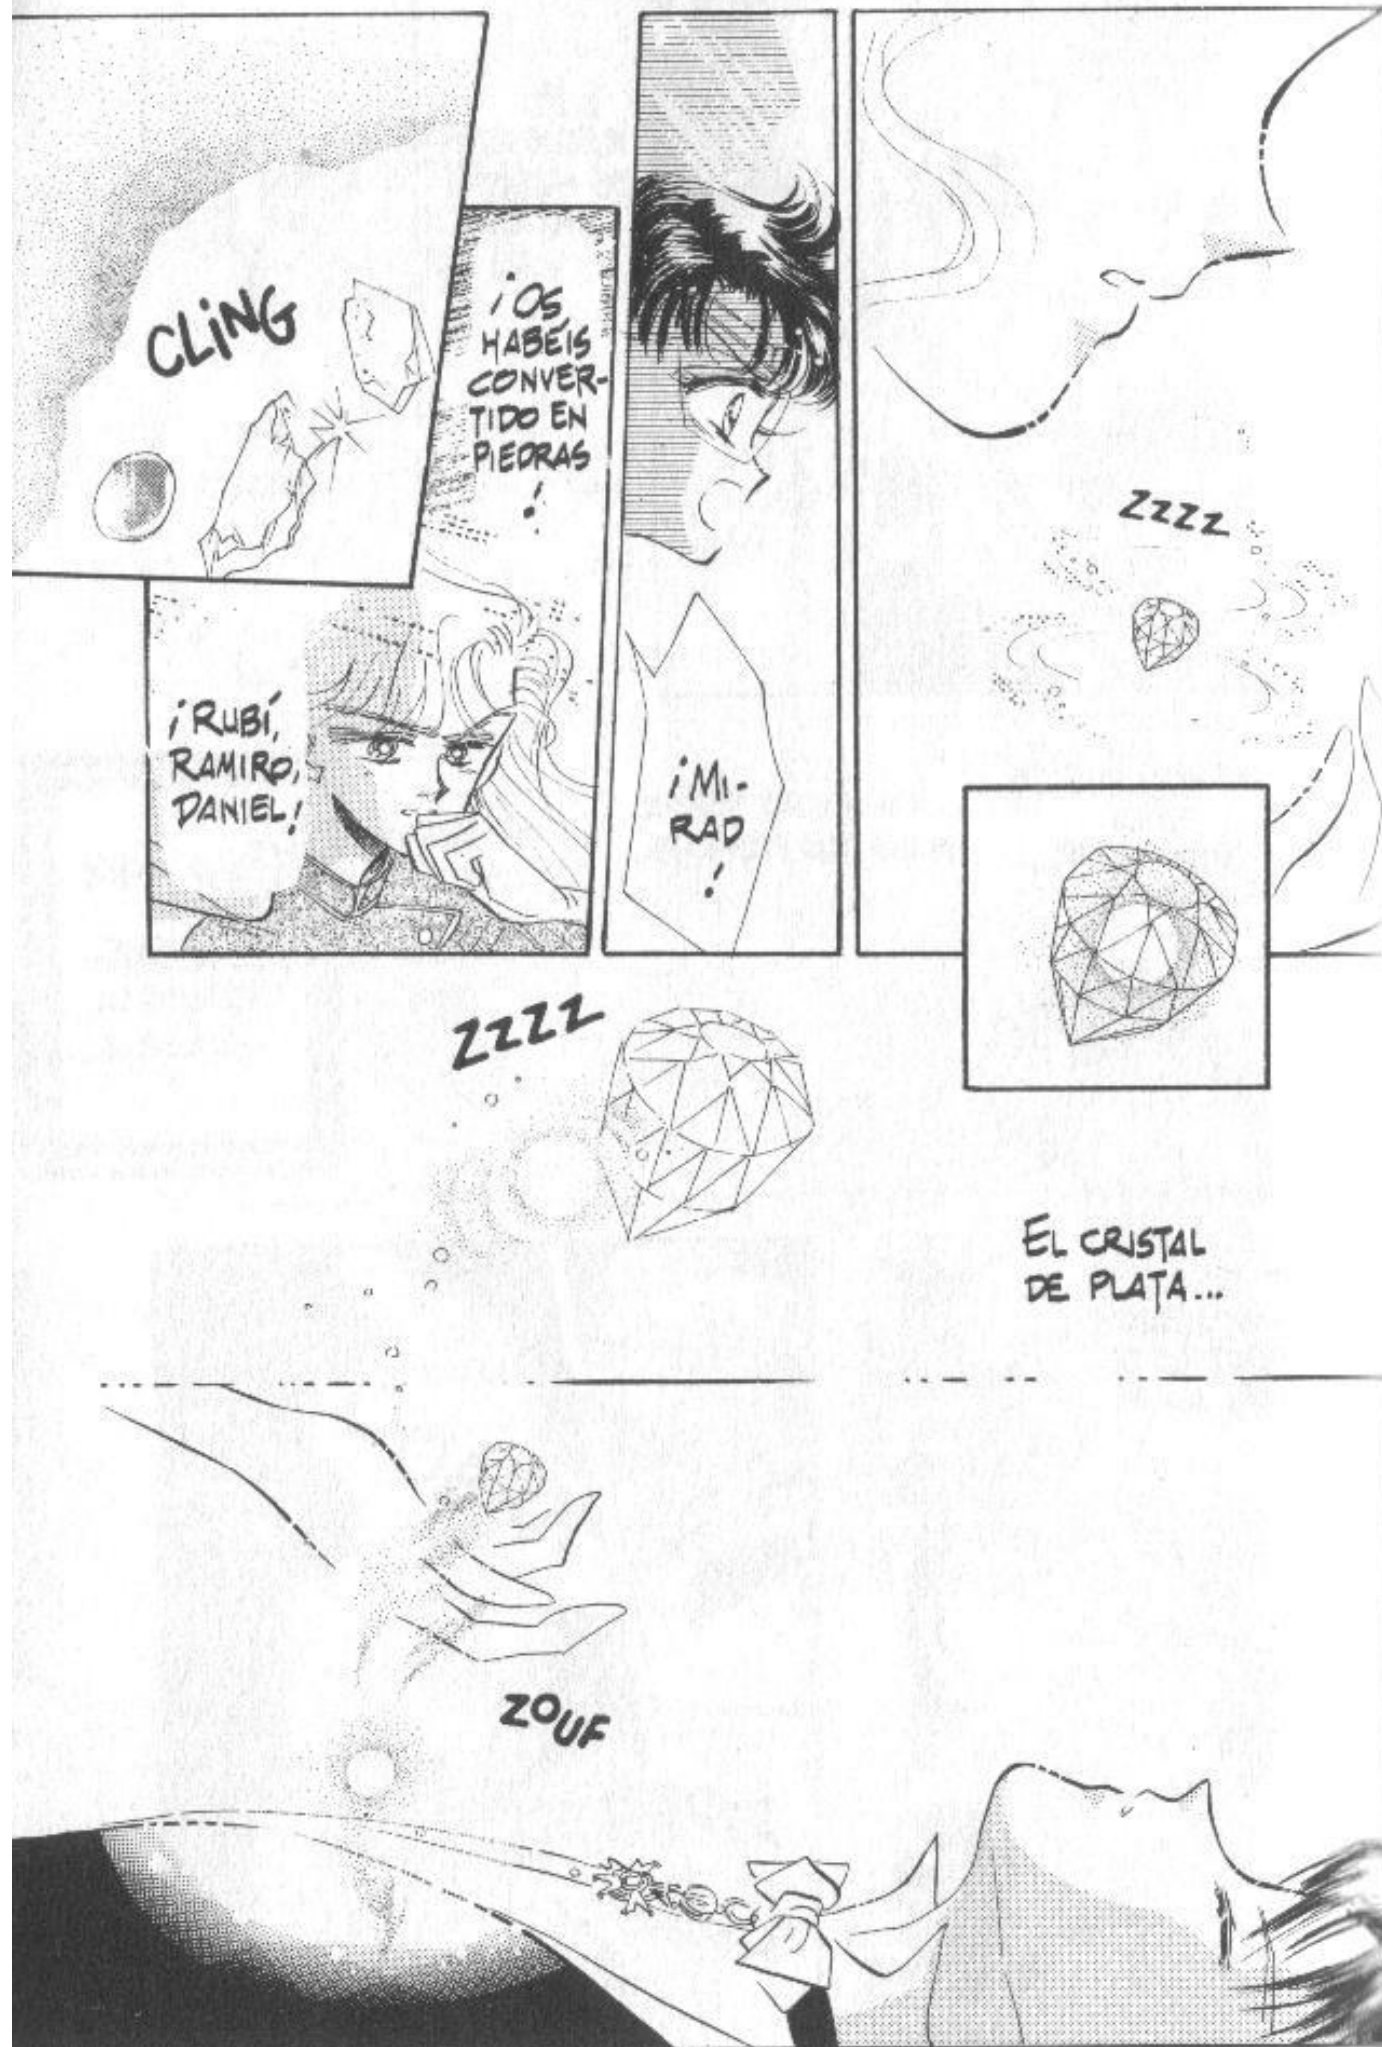 CLING
¡OS
HABÉIS
CONVER-
TIDO EN
PIEDRAS
!
¡RUBÍ,
RAMIRO,
DANIEL!
¡MI-
RAD
!
ZZZZ
ZZZZ
EL CRISTAL
DE PLATA...
ZOUF